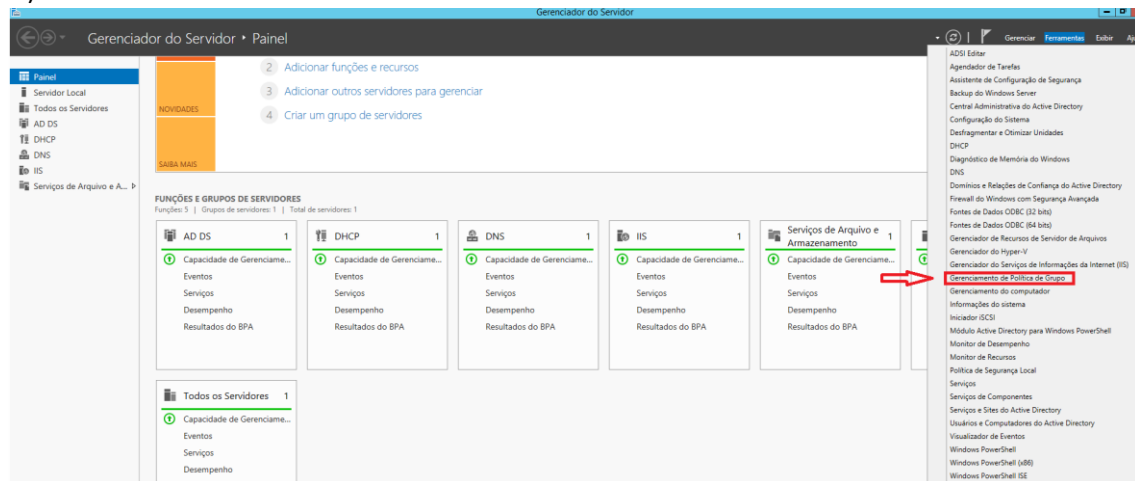 Gerenciador do Servidor
Gerenciador do Servidor • Painel
Gerenciar Ferramentas Exibir
Painel
Servidor Local
Todos os Servidores
AD DS
DHCP
DNS
IIS
Serviços de Arquivo e A...
NOVIDADES
SAIBA MAIS
2 Adicionar funções e recursos
3 Adicionar outros servidores para gerenciar
4 Criar um grupo de servidores
FUNÇÕES E GRUPOS DE SERVIDORES
Funções: 5 | Grupos de servidores: 1 | Total de servidores: 1
AD DS 1
Capacidade de Gerenciame...
Eventos
Serviços
Desempenho
Resultados do BPA
DHCP 1
Capacidade de Gerenciame...
Eventos
Serviços
Desempenho
Resultados do BPA
DNS 1
Capacidade de Gerenciame...
Eventos
Serviços
Desempenho
Resultados do BPA
IIS 1
Capacidade de Gerenciame...
Eventos
Serviços
Desempenho
Resultados do BPA
Serviços de Arquivo e
Armazenamento 1
Capacidade de Gerenciame...
Eventos
Serviços
Desempenho
Resultados do BPA
Todos os Servidores 1
Capacidade de Gerenciame...
Eventos
Serviços
Desempenho
ADSI Editar
Agendador de Tarefas
Assistente de Configuração de Segurança
Backup do Windows Server
Central Administrativa do Active Directory
Configuração do Sistema
Desfragmentar e Otimizar Unidades
DHCP
Diagnóstico de Memória do Windows
DNS
Domínios e Relações de Confiança do Active Directory
Firewall do Windows com Segurança Avançada
Fontes de Dados ODBC (32 bits)
Fontes de Dados ODBC (64 bits)
Gerenciador de Recursos de Servidor de Arquivos
Gerenciador do Hyper-V
Gerenciador do Serviços de Informações da Internet (IIS)
Gerenciamento de Política de Grupo
Gerenciamento do computador
Informações do sistema
Iniciador iSCSI
Módulo Active Directory para Windows PowerShell
Monitor de Desempenho
Monitor de Recursos
Política de Segurança Local
Serviços
Serviços de Componentes
Serviços e Sites do Active Directory
Usuários e Computadores do Active Directory
Visualizador de Eventos
Windows PowerShell
Windows PowerShell (x86)
Windows PowerShell ISE